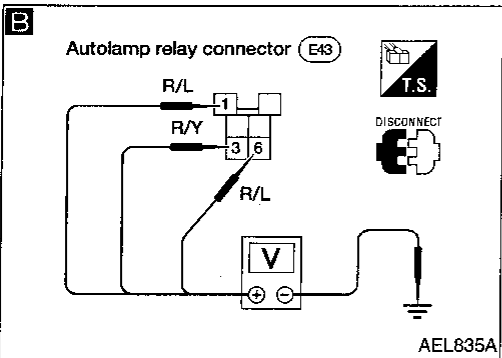 B
Autolamp relay connector E43
T.S.
DISCONNECT
R/L
1
R/Y
3 6
R/L
V
+ −
AEL835A